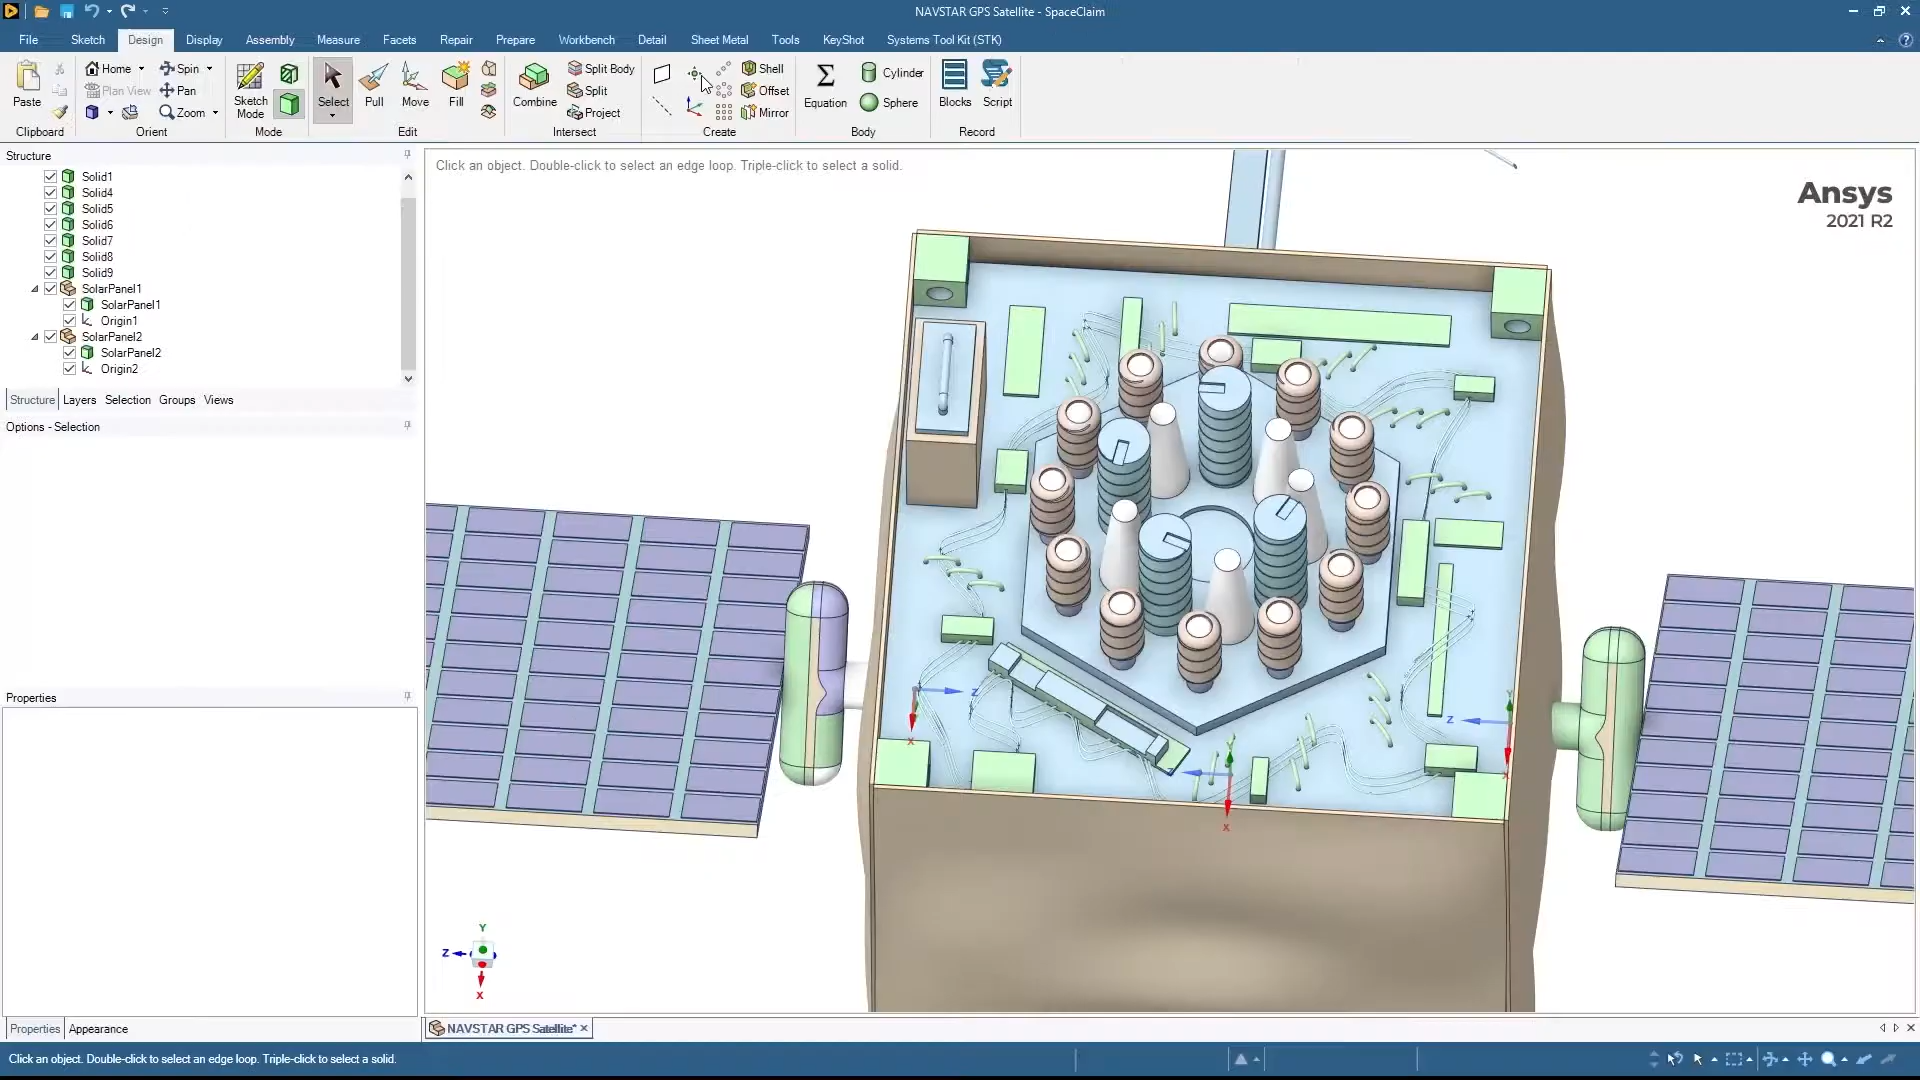 NAVSTAR GPS Satellite - SpaceClaim
File Sketch Design Display Assembly Measure Facets Repair Prepare Workbench Detail Sheet Metal Tools KeyShot Systems Tool Kit (STK)
Paste
Clipboard
Home Spin
Plan View Pan
Zoom
Orient
Sketch Mode
Mode
Select Pull Move Fill
Edit
Combine
Split Body
Split
Project
Intersect
Shell
Offset
Mirror
Create
Equation
Cylinder
Sphere
Body
Blocks Script
Record
Structure
Solid1
Solid4
Solid5
Solid6
Solid7
Solid8
Solid9
SolarPanel1
SolarPanel1
Origin1
SolarPanel2
SolarPanel2
Origin2
Structure Layers Selection Groups Views
Options - Selection
Properties
Properties Appearance
Click an object. Double-click to select an edge loop. Triple-click to select a solid.
Ansys
2021 R2
Z
X
Y
Z
X
Y
Z
X
Y
Z
X
NAVSTAR GPS Satellite*
Click an object. Double-click to select an edge loop. Triple-click to select a solid.